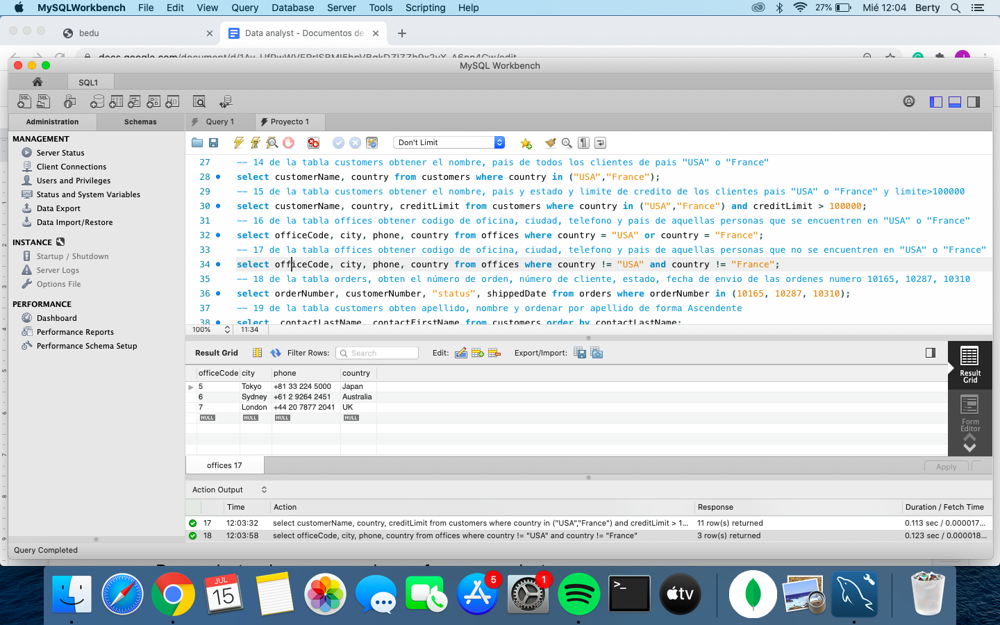 MySQLWorkbench File Edit View Query Database Server Tools Scripting Help 27% Mié 12:04 Berty
bedu Data analyst - Documentos de
MySQL Workbench
SQL1
Administration Schemas
Query 1 Proyecto 1
MANAGEMENT
Server Status
Client Connections
Users and Privileges
Status and System Variables
Data Export
Data Import/Restore
INSTANCE
Startup / Shutdown
Server Logs
Options File
PERFORMANCE
Dashboard
Performance Reports
Performance Schema Setup
Don't Limit
27 -- 14 de la tabla customers obtener el nombre, pais de todos los clientes de pais "USA" o "France"
28 select customerName, country from customers where country in ("USA","France");
29 -- 15 de la tabla customers obtener el nombre, pais y estado y limite de credito de los clientes pais "USA" o "France" y limite>100000
30 select customerName, country, creditLimit from customers where country in ("USA","France") and creditLimit > 100000;
31 -- 16 de la tabla offices obtener codigo de oficina, ciudad, telefono y pais de aquellas personas que se encuentren en "USA" o "France"
32 select officeCode, city, phone, country from offices where country = "USA" or country = "France";
33 -- 17 de la tabla offices obtener codigo de oficina, ciudad, telefono y pais de aquellas personas que no se encuentren en "USA" o "France"
34 select officeCode, city, phone, country from offices where country != "USA" and country != "France";
35 -- 18 de la tabla orders, obten el número de orden, número de cliente, estado, fecha de envio de las ordenes numero 10165, 10287, 10310
36 select orderNumber, customerNumber, "status", shippedDate from orders where orderNumber in (10165, 10287, 10310);
37 -- 19 de la tabla customers obten apellido, nombre y ordenar por apellido de forma Ascendente
38 select contactLastName, contactFirstName from customers order by contactLastName;
100% 11:34
Result Grid Filter Rows: Search Edit: Export/Import:
officeCode city phone country
5 Tokyo +81 33 224 5000 Japan
6 Sydney +61 2 9264 2451 Australia
7 London +44 20 7877 2041 UK
NULL NULL NULL NULL
Result Grid
Form Editor
offices 17
Apply
Action Output
Time Action Response Duration / Fetch Time
17 12:03:32 select customerName, country, creditLimit from customers where country in ("USA","France") and creditLimit > 1... 11 row(s) returned 0.113 sec / 0.000017...
18 12:03:58 select officeCode, city, phone, country from offices where country != "USA" and country != "France" 3 row(s) returned 0.123 sec / 0.000018...
Query Completed
JUL
15
5
1
tv